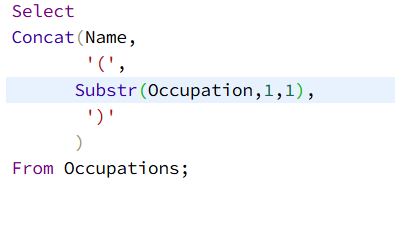 Select
Concat(Name,
'(',
Substr(Occupation,1,1),
')'
)
From Occupations;